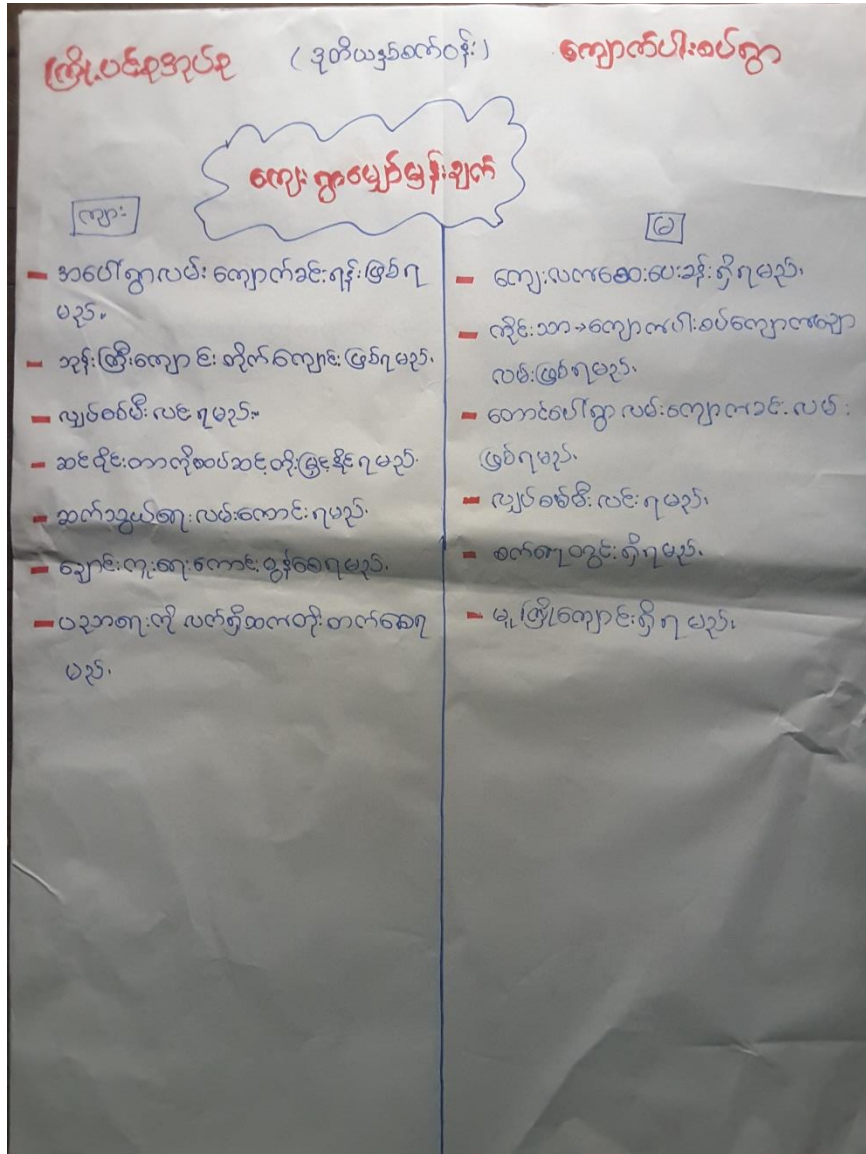 ကြို့ပင်စုအုပ်စု (ဒုတိယနှစ်စက်ဝန်း) ကျောက်ပါးစပ်ရွာ
ကျေးရွာမျှော်မှန်းချက်
ကျား
အပေါ်ရွာလမ်းကျောက်ခင်းရန်းဖြစ်ရ
မည်။
ဘုန်းကြီးကျောင်းတိုက်ကျောင်းဖြစ်ရမည်။
လျှပ်စစ်မီးလင်းရမည်။
ဆင်ဝိုင်းတာကိုထပ်ဆင့်တိုးမြှင့်နိုင်ရမည်။
ဆက်သွယ်ရေးလမ်းကောင်းရမည်။
ချောင်းကူးရေးကောင်းမွန်စေရမည်။
ပညာရေးကိုလက်ရှိထကတိုးတက်စေရ
မည်။
မ
ကျေးလက်ဆေးပေးခန်းရှိရမည်။
ကိုင်းသာ→ကျောက်ပါးစပ်ကျောက်ချော
လမ်းဖြစ်ရမည်။
တောင်ပေါ်ရွာလမ်းကျောက်ခင်းလမ်း
ဖြစ်ရမည်။
လျှပ်စစ်မီးလင်းရမည်။
စက်ရေတွင်းရှိရမည်။
မူကြိုကျောင်းရှိရမည်။